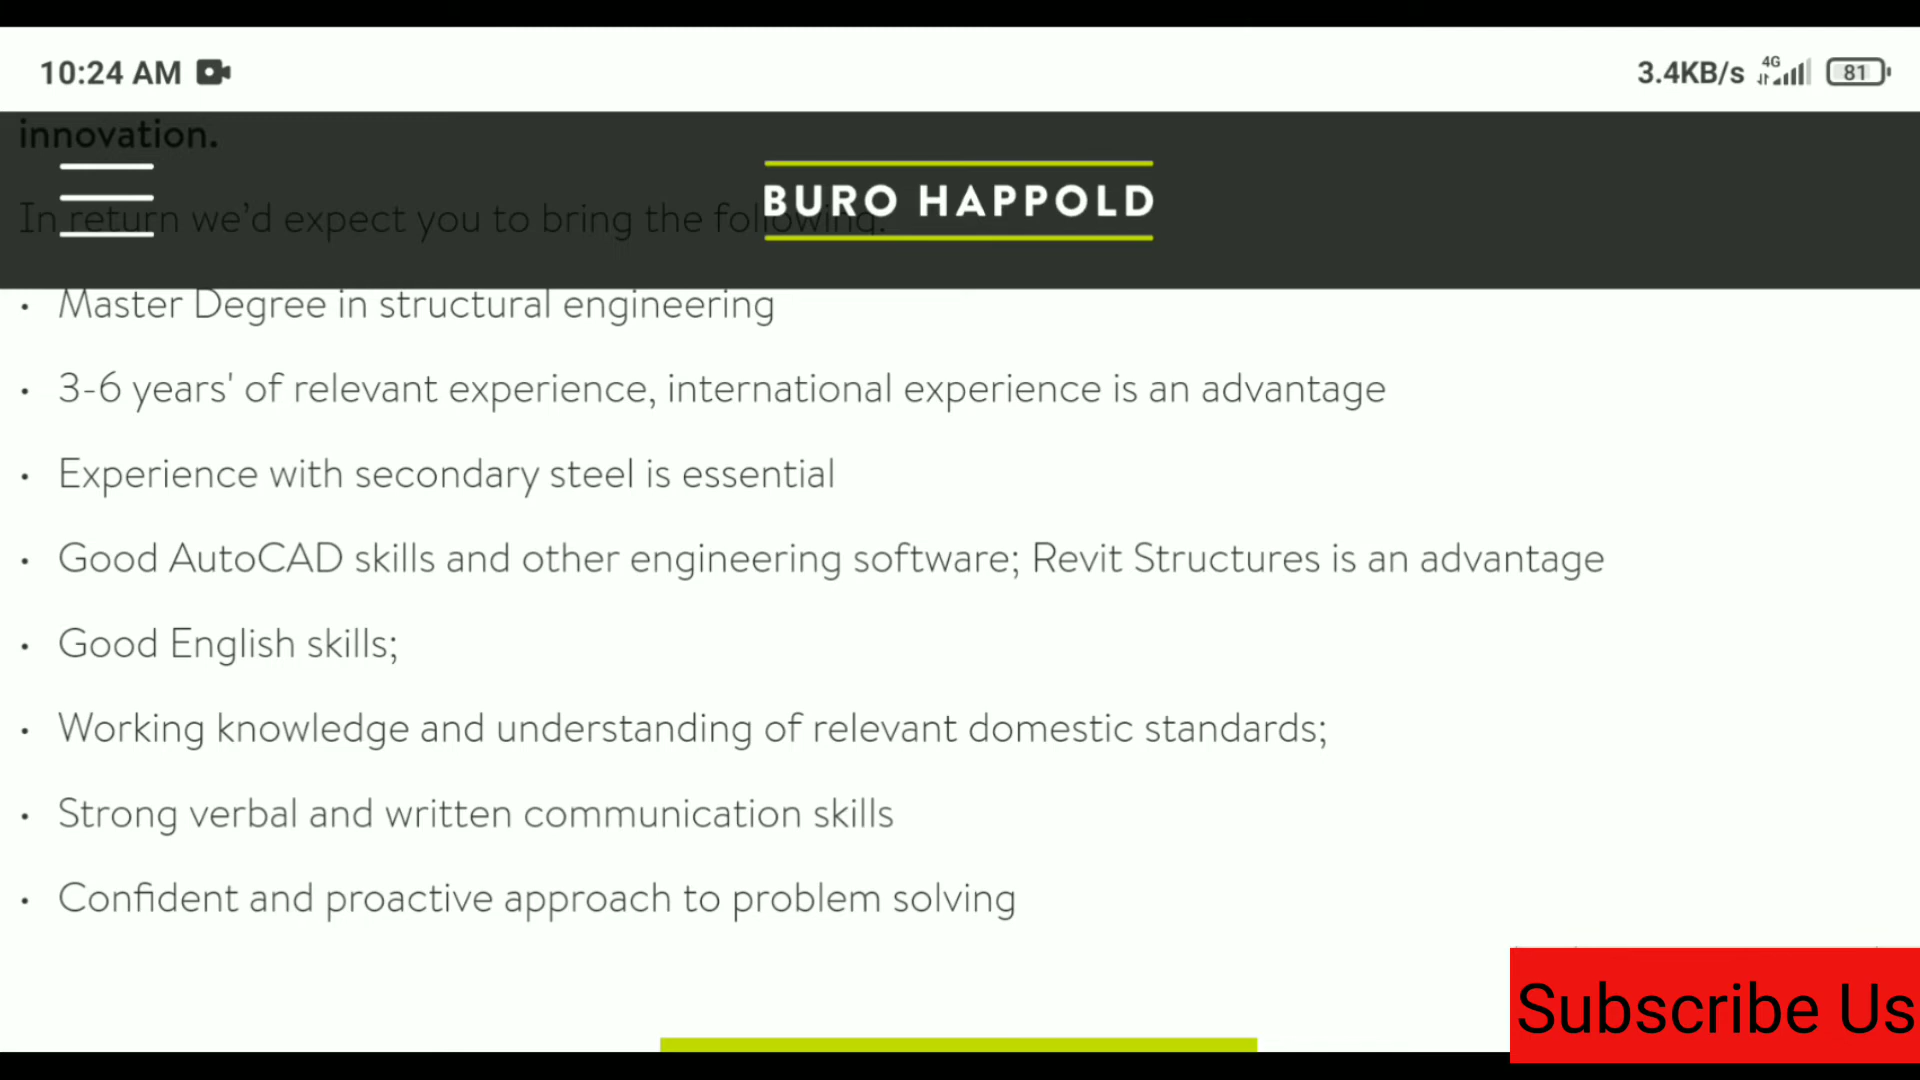 10:24 AM
3.4KB/s 4G 81
innovation.
BURO HAPPOLD
In return we'd expect you to bring the following:
• Master Degree in structural engineering
• 3-6 years' of relevant experience, international experience is an advantage
• Experience with secondary steel is essential
• Good AutoCAD skills and other engineering software; Revit Structures is an advantage
• Good English skills;
• Working knowledge and understanding of relevant domestic standards;
• Strong verbal and written communication skills
• Confident and proactive approach to problem solving
Subscribe Us